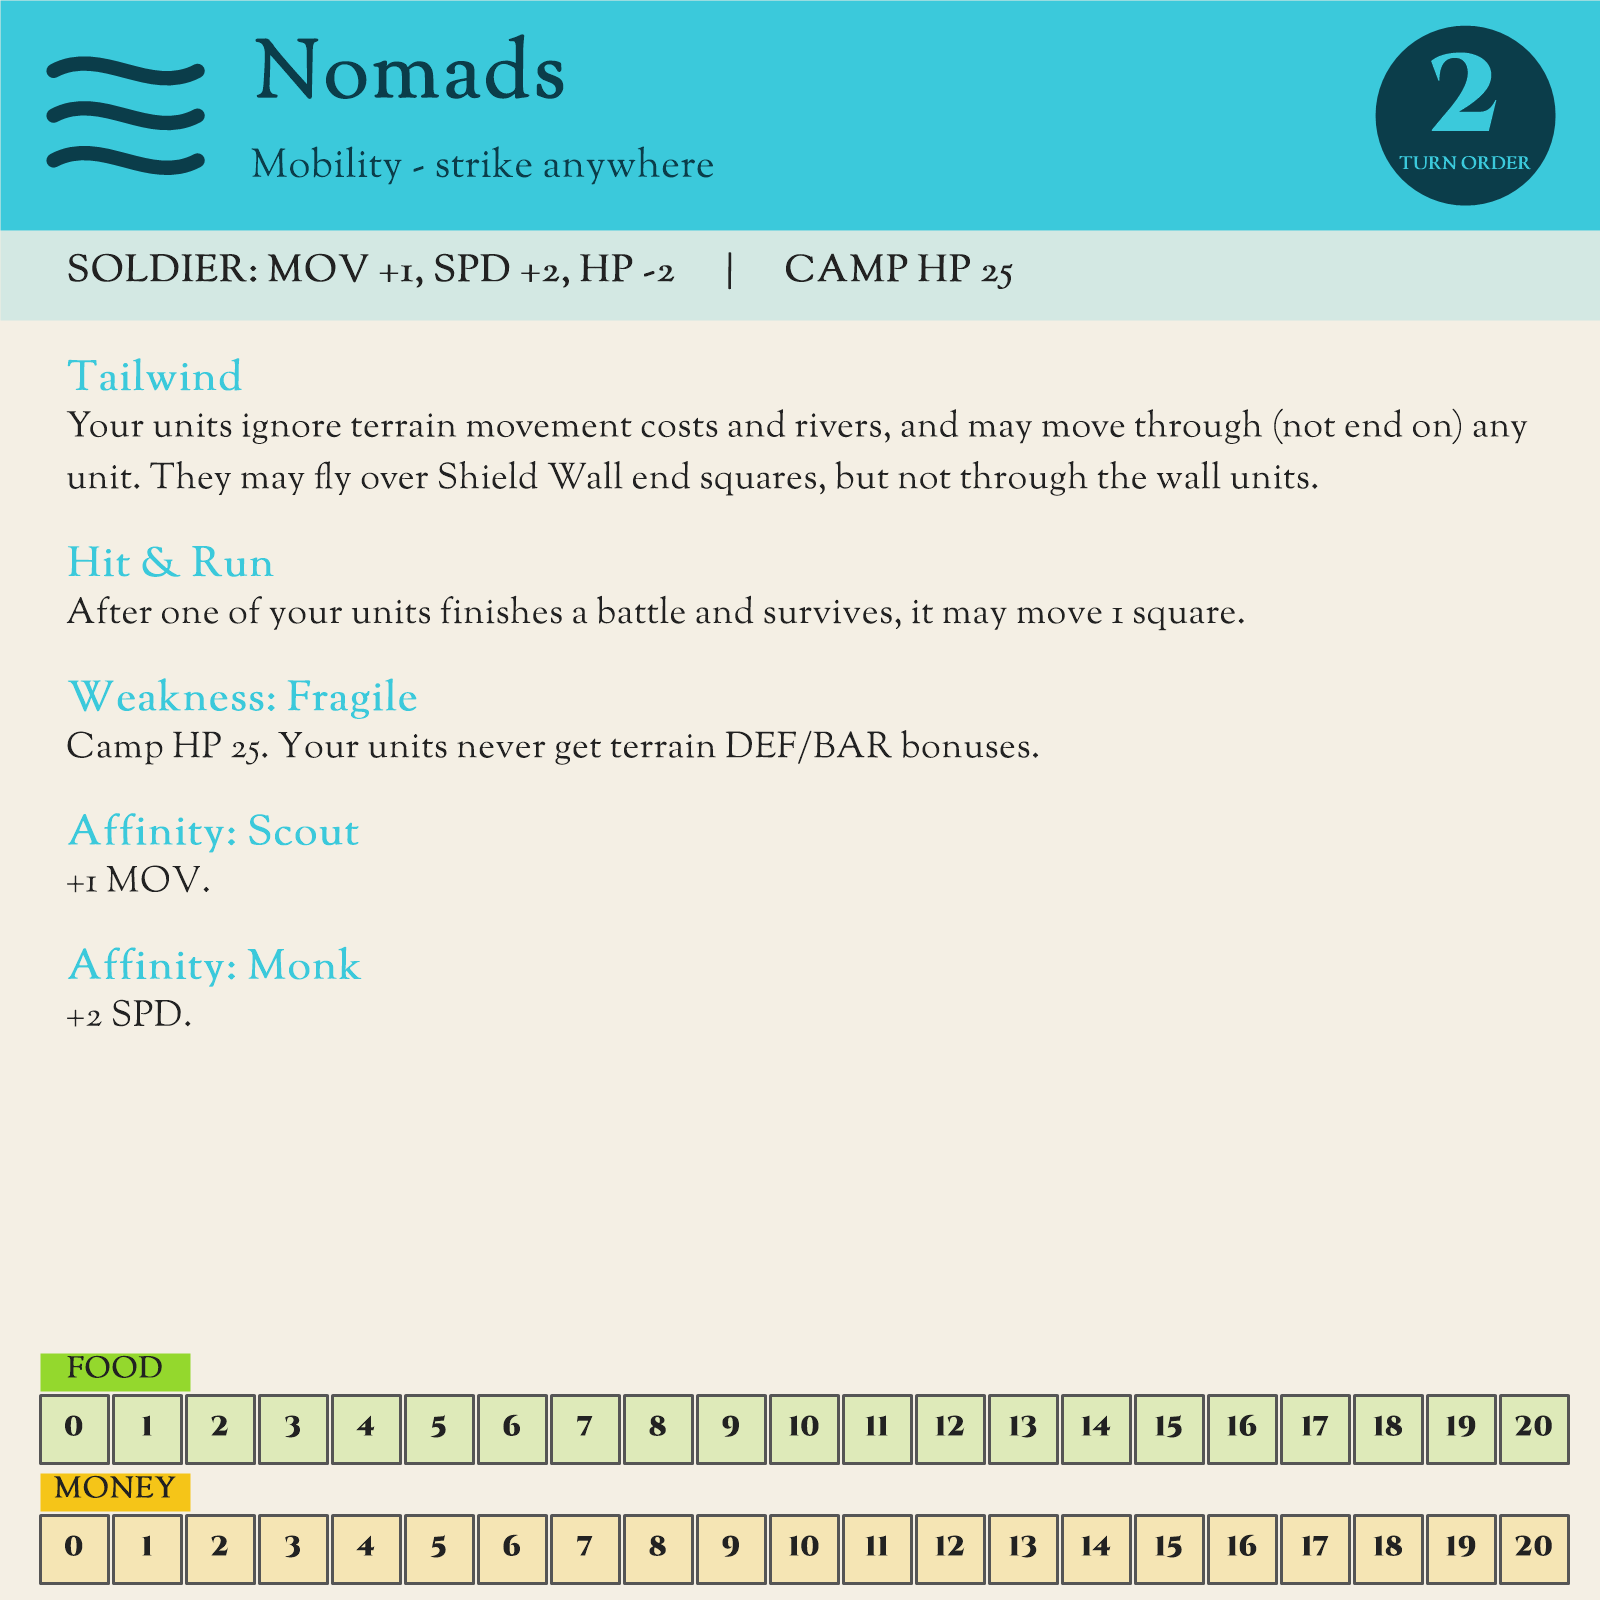 Nomads
Mobility - strike anywhere
2
TURN ORDER
SOLDIER: MOV +1, SPD +2, HP -2 | CAMP HP 25
Tailwind
Your units ignore terrain movement costs and rivers, and may move through (not end on) any
unit. They may fly over Shield Wall end squares, but not through the wall units.
Hit & Run
After one of your units finishes a battle and survives, it may move 1 square.
Weakness: Fragile
Camp HP 25. Your units never get terrain DEF/BAR bonuses.
Affinity: Scout
+1 MOV.
Affinity: Monk
+2 SPD.
FOOD
0 1 2 3 4 5 6 7 8 9 10 11 12 13 14 15 16 17 18 19 20
MONEY
0 1 2 3 4 5 6 7 8 9 10 11 12 13 14 15 16 17 18 19 20